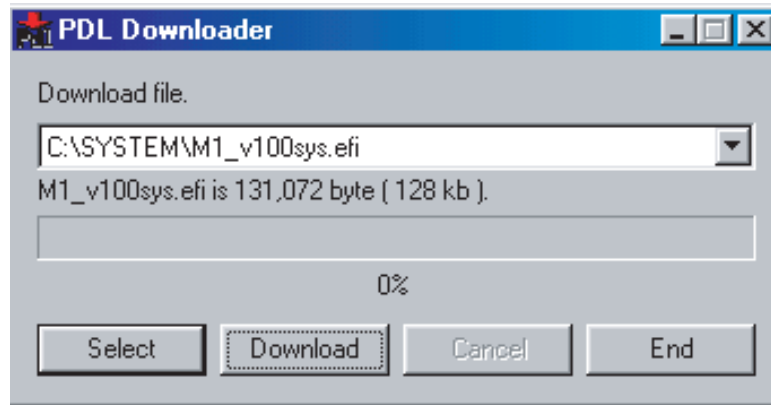 PDL Downloader
Download file.
C:\SYSTEM\M1_v100sys.efi
M1_v100sys.efi is 131,072 byte ( 128 kb ).
0%
Select Download Cancel End